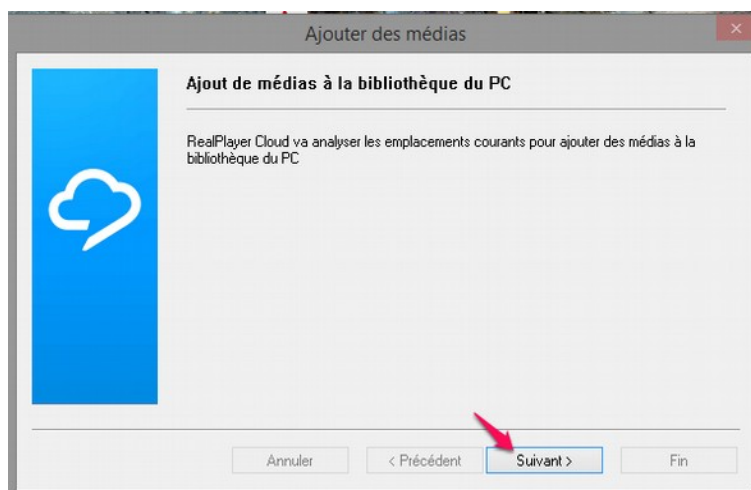 Ajouter des médias
Ajout de médias à la bibliothèque du PC
RealPlayer Cloud va analyser les emplacements courants pour ajouter des médias à la
bibliothèque du PC
Annuler
< Précédent
Suivant >
Fin